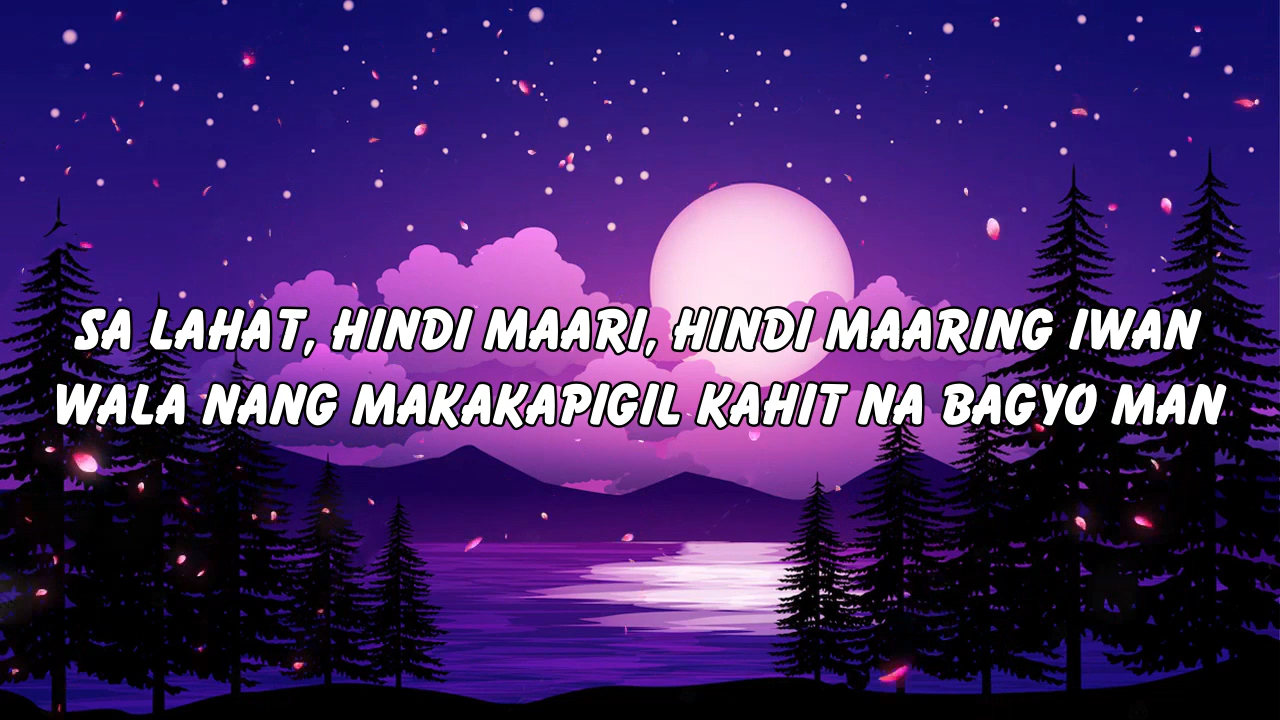 SA LAHAT, HINDI MAARI, HINDI MAARING IWAN
WALA NANG MAKAKAPIGIL KAHIT NA BAGYO MAN